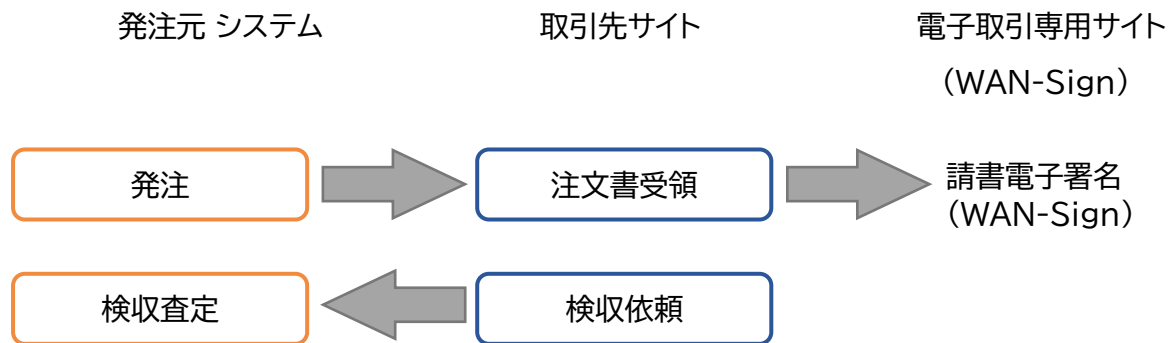 発注元 システム
取引先サイト
電子取引専用サイト
（WAN-Sign）
発注
注文書受領
請書電子署名
（WAN-Sign）
検収査定
検収依頼